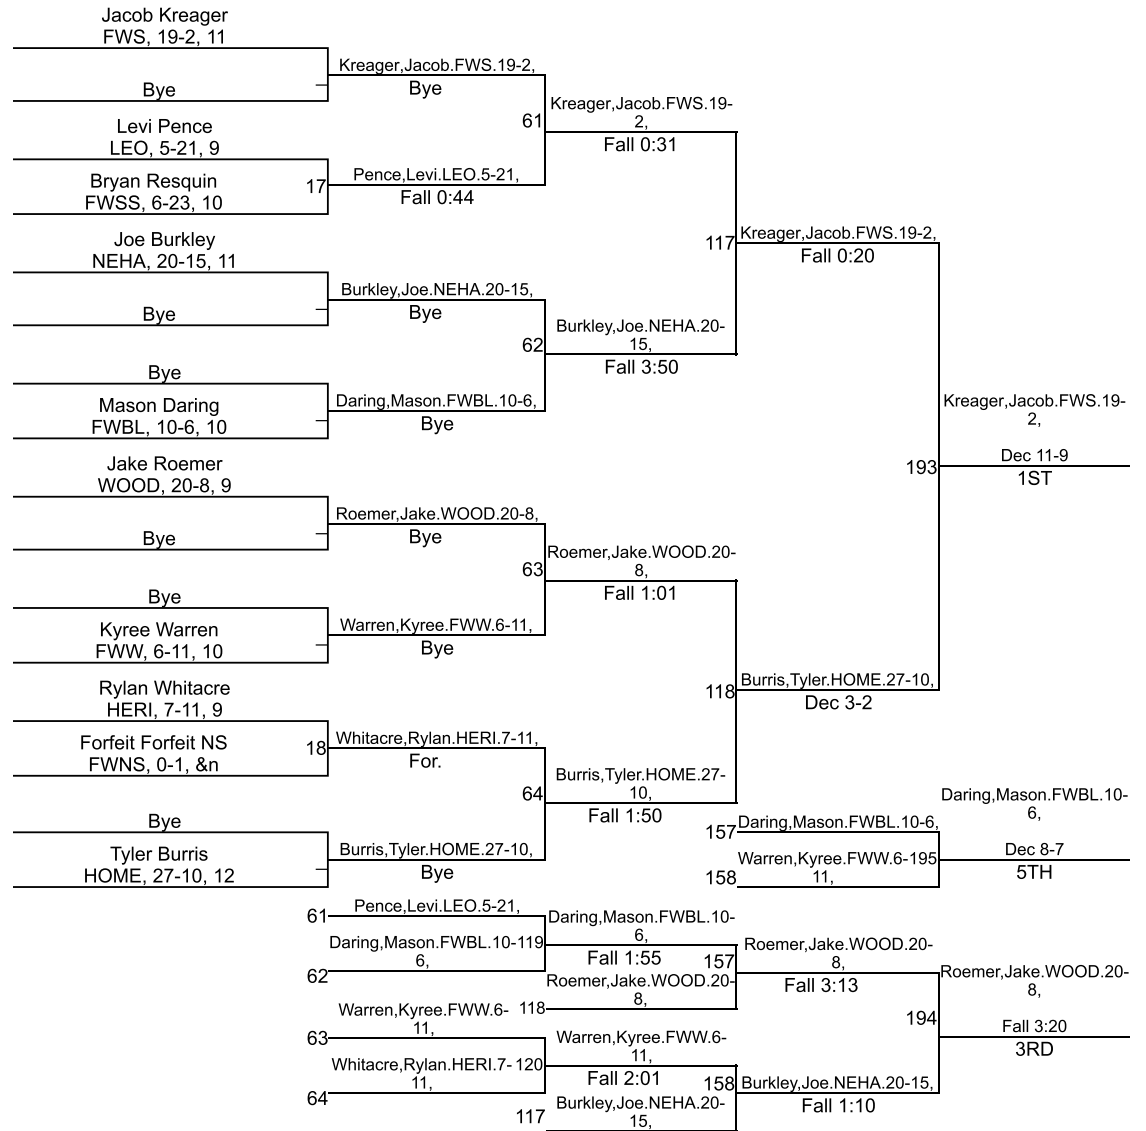 Jacob Kreager
FWS, 19-2, 11
Kreager,Jacob.FWS.19-2,
Bye
Bye
Kreager,Jacob.FWS.19-
2,
61
Fall 0:31
Levi Pence
LEO, 5-21, 9
Pence,Levi.LEO.5-21,
17
Fall 0:44
Bryan Resquin
FWSS, 6-23, 10
Joe Burkley
NEHA, 20-15, 11
117
Kreager,Jacob.FWS.19-2,
Fall 0:20
Burkley,Joe.NEHA.20-15,
Bye
Bye
Burkley,Joe.NEHA.20-
15,
62
Fall 3:50
Bye
Mason Daring
FWBL, 10-6, 10
Daring,Mason.FWBL.10-6,
Bye
Kreager,Jacob.FWS.19-
2,
193
Dec 11-9
1ST
Jake Roemer
WOOD, 20-8, 9
Roemer,Jake.WOOD.20-8,
Bye
Bye
Roemer,Jake.WOOD.20-
8,
63
Fall 1:01
Bye
Kyree Warren
FWW, 6-11, 10
Warren,Kyree.FWW.6-11,
Bye
118
Burris,Tyler.HOME.27-10,
Dec 3-2
Rylan Whitacre
HERI, 7-11, 9
18
Whitacre,Rylan.HERI.7-11,
For.
Forfeit Forfeit NS
FWNS, 0-1, &n
Burris,Tyler.HOME.27-
10,
64
Fall 1:50
Bye
Tyler Burris
HOME, 27-10, 12
Burris,Tyler.HOME.27-10,
Bye
157
Daring,Mason.FWBL.10-6,
Daring,Mason.FWBL.10-
6,
Warren,Kyree.FWW.6-195
11,
158
Dec 8-7
5TH
61
Pence,Levi.LEO.5-21,
Daring,Mason.FWBL.10-119
6,
62
Daring,Mason.FWBL.10-
6,
Fall 1:55
157
Roemer,Jake.WOOD.20-
8,
118
Roemer,Jake.WOOD.20-
8,
Fall 3:13
Roemer,Jake.WOOD.20-
8,
194
Fall 3:20
3RD
Warren,Kyree.FWW.6-
11,
63
Whitacre,Rylan.HERI.7-120
11,
64
Warren,Kyree.FWW.6-
11,
Fall 2:01
158
Burkley,Joe.NEHA.20-15,
Fall 1:10
117
Burkley,Joe.NEHA.20-
15,